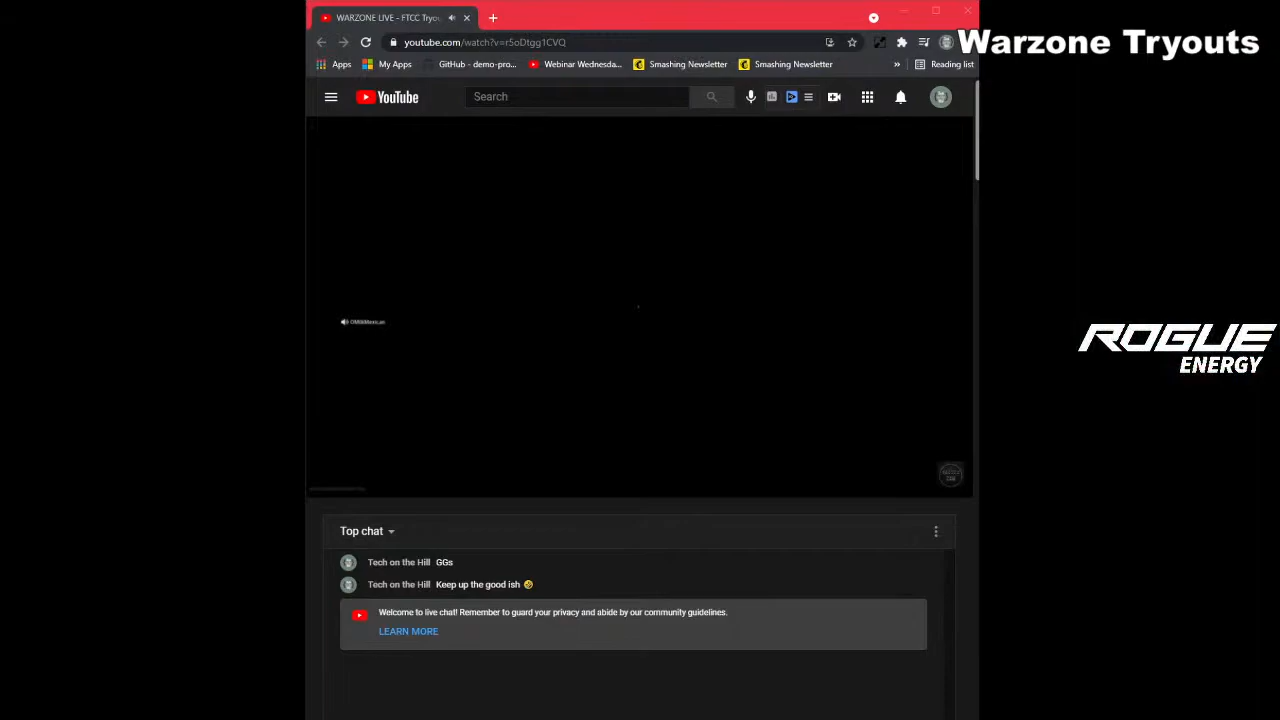 WARZONE LIVE - FTCC Tryou
youtube.com/watch?v=r5oDtgg1CVQ
Warzone Tryouts
Apps
My Apps
GitHub - demo-pro...
Webinar Wednesda...
Smashing Newsletter
Smashing Newsletter
»
Reading list
YouTube
Search
ROGUE
ENERGY
Top chat
Tech on the Hill GGs
Tech on the Hill Keep up the good ish 🤣
Welcome to live chat! Remember to guard your privacy and abide by our community guidelines.
LEARN MORE